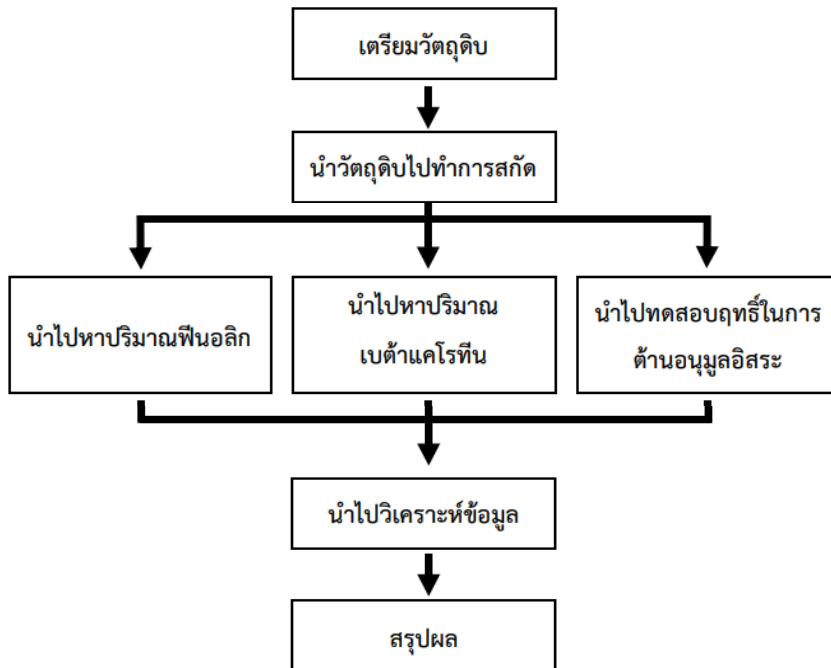 เตรียมวัตถุดิบ
นำวัตถุดิบไปทำการสกัด
นำไปหาปริมาณฟีนอลิก
นำไปหาปริมาณ
เบต้าแคโรทีน
นำไปทดสอบฤทธิ์ในการ
ต้านอนุมูลอิสระ
นำไปวิเคราะห์ข้อมูล
สรุปผล